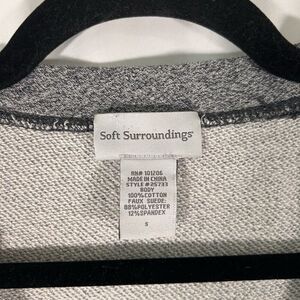 Soft Surroundings
RN# 101206
MADE IN CHINA
STYLE #25733
BODY
100%COTTON
FAUX SUEDE:
88%POLYESTER
12%SPANDEX
S